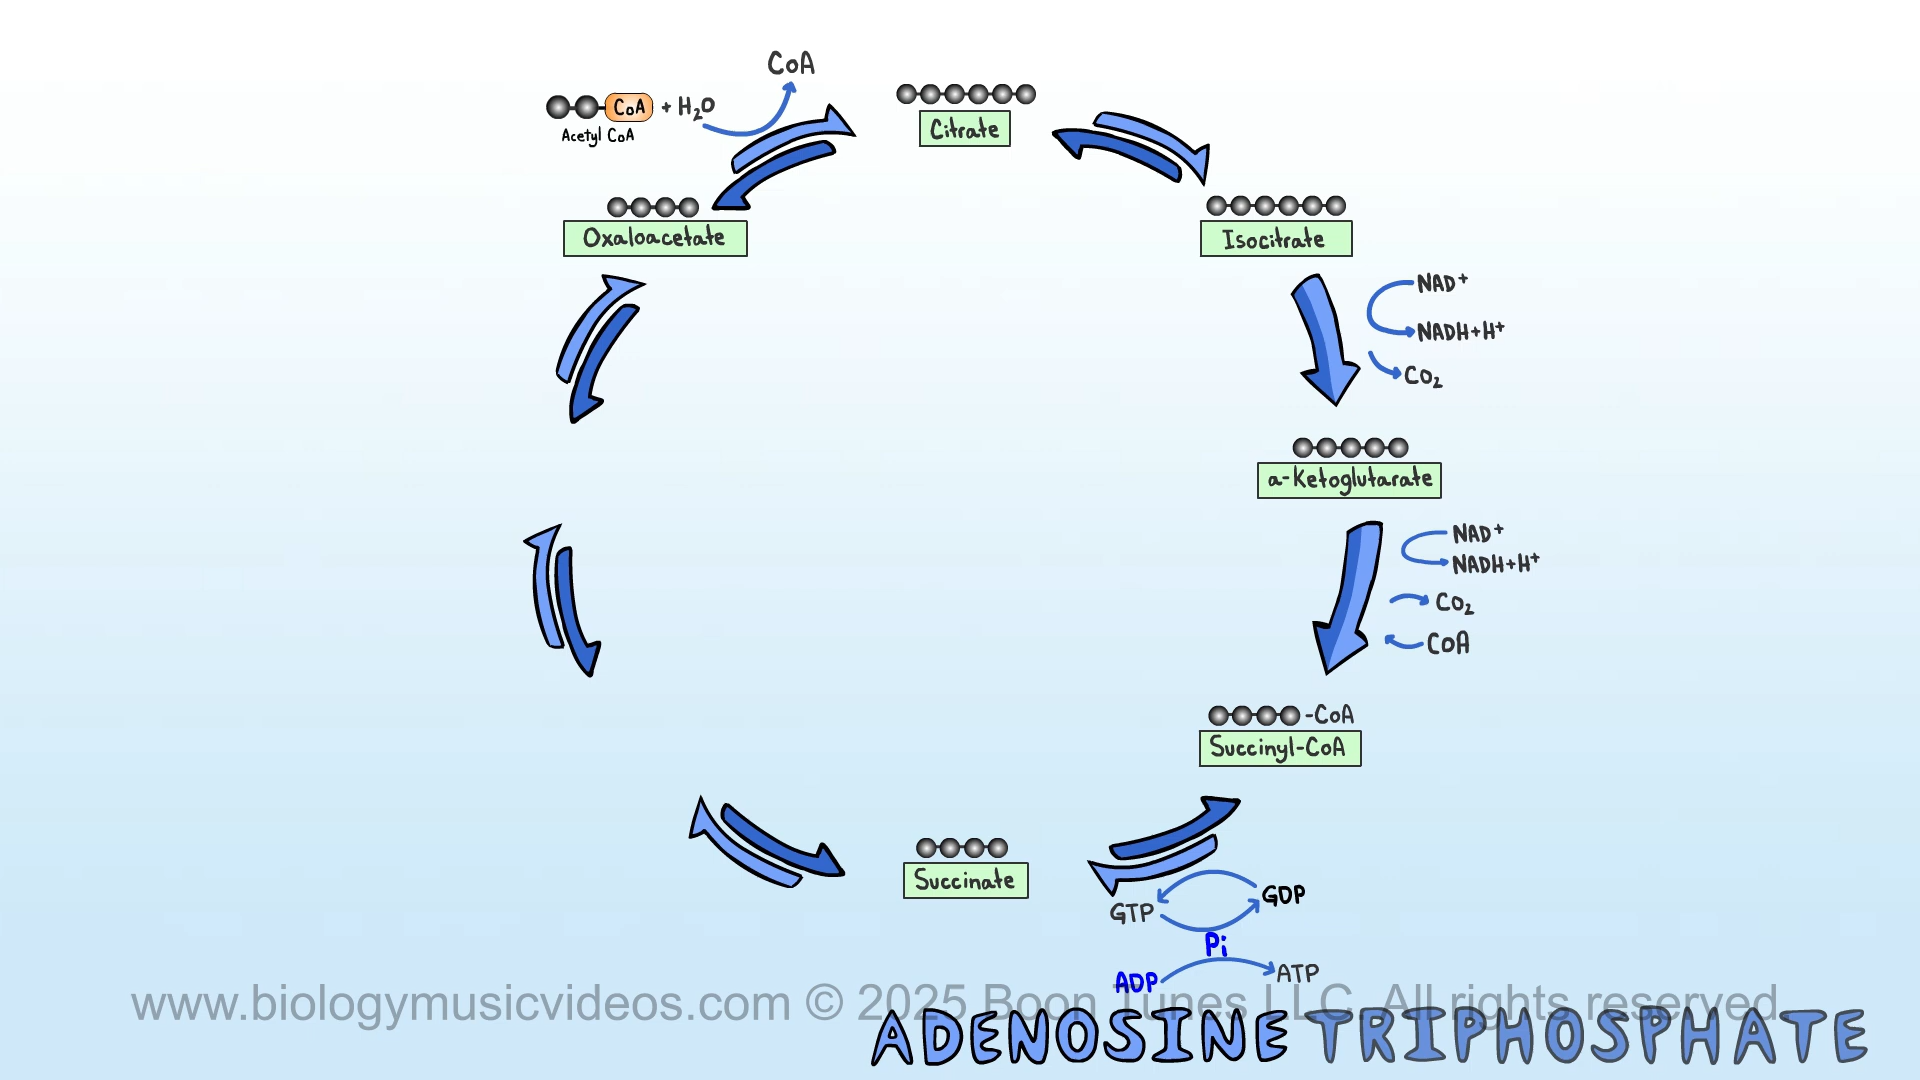 CoA
CoA + H₂O
Acetyl CoA
Citrate
Oxaloacetate
Isocitrate
NAD⁺
NADH+H⁺
CO₂
a-Ketoglutarate
NAD⁺
NADH+H⁺
CO₂
CoA
-CoA
Succinyl-CoA
Succinate
GDP
GTP
Pi
ADP
ATP
www.biologymusicvideos.com © 2025 Boon Tunes LLC. All rights reserved.
ADENOSINE TRIPHOSPHATE